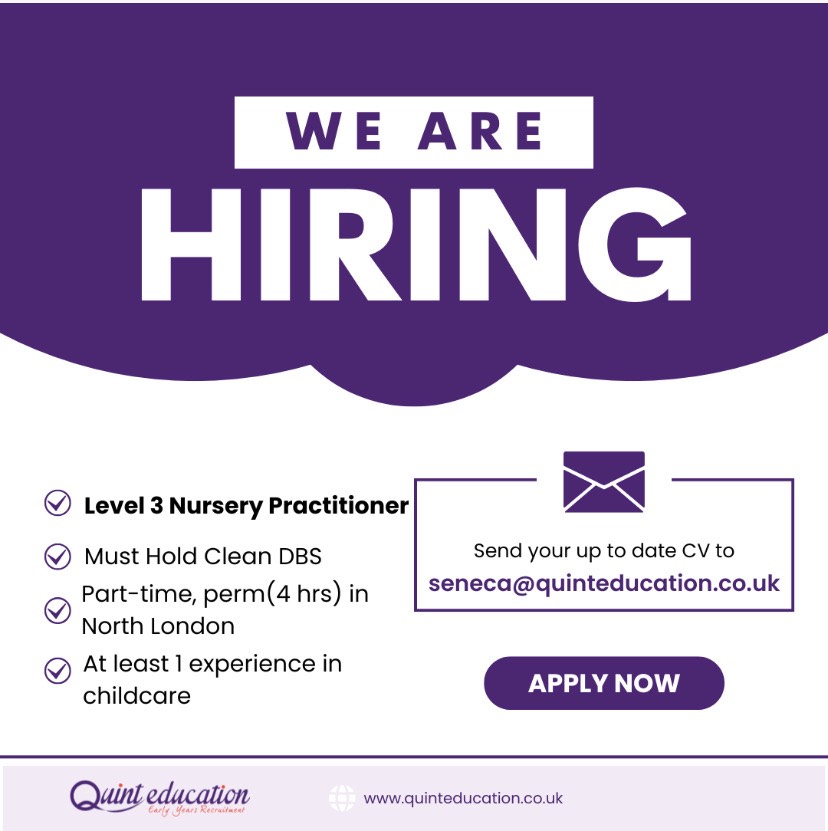 WE ARE
HIRING
Level 3 Nursery Practitioner
Must Hold Clean DBS
Part-time, perm(4 hrs) in
North London
At least 1 experience in
childcare
Send your up to date CV to
seneca@quinteducation.co.uk
APPLY NOW
Quint education
Early Years Recruitment
www.quinteducation.co.uk